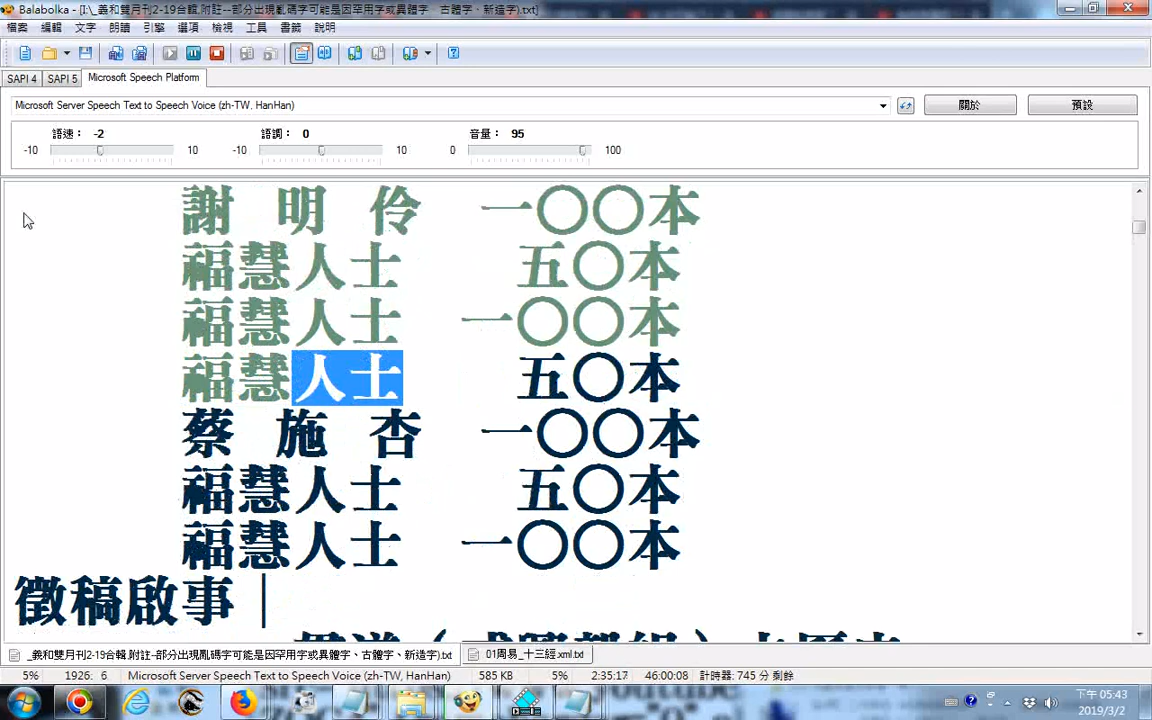 Balabolka - [I:\_義和雙月刊2-19合輯.附註--部分出現亂碼字可能是因罕用字或異體字、古體字、新造字).txt]
檔案 編輯 文字 朗讀 引擎 選項 檢視 工具 書籤 說明
SAPI 4 SAPI 5 Microsoft Speech Platform
Microsoft Server Speech Text to Speech Voice (zh-TW, HanHan) 關於 預設
語速： -2 語調： 0 音量： 95
-10 10 -10 10 0 100
謝 明 伶 一○○本
福慧人士 五○本
福慧人士 一○○本
福慧人士 五○本
蔡 施 杏 一○○本
福慧人士 五○本
福慧人士 一○○本
徵稿啟事
_義和雙月刊2-19合輯.附註--部分出現亂碼字可能是因罕用字或異體字、古體字、新造字).txt 01周易_十三經.xml.txt
5% 1926: 6 Microsoft Server Speech Text to Speech Voice (zh-TW, HanHan) 585 KB 5% 2:35:17 46:00:08 計時器: 745 分 剩餘
下午 05:43
2019/3/2